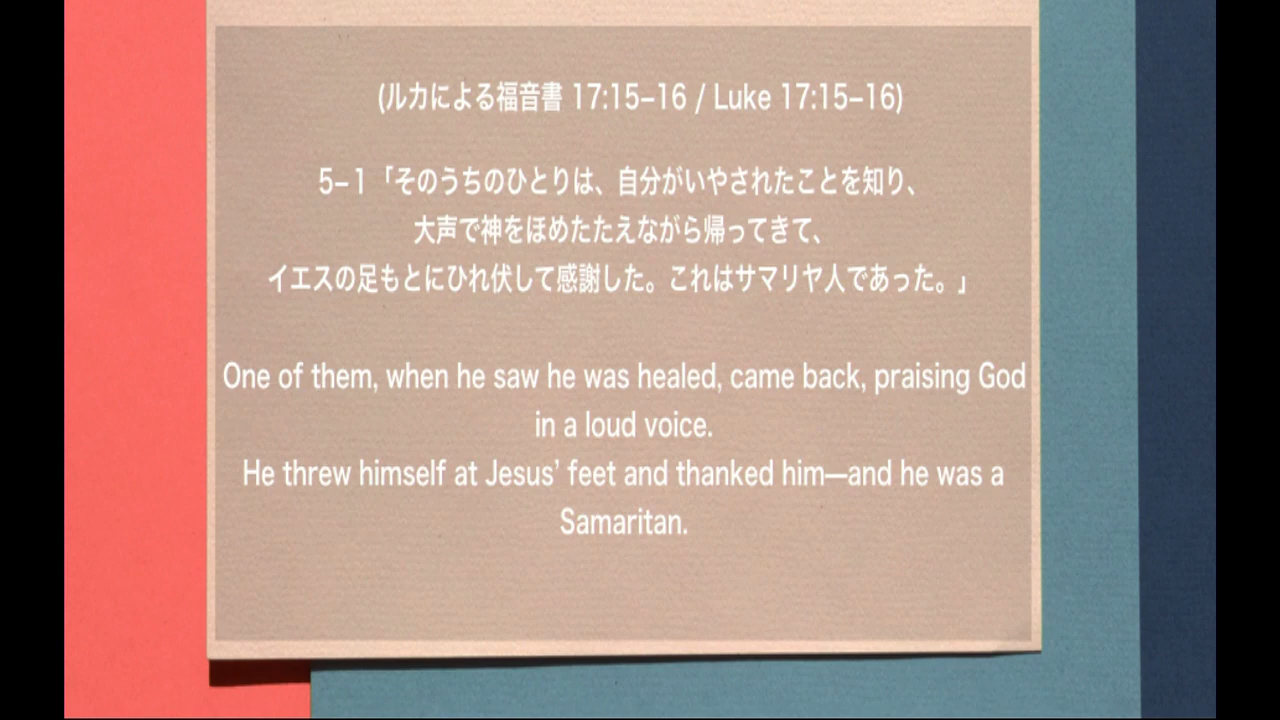 (ルカによる福音書 17:15–16 / Luke 17:15–16)
5–1「そのうちのひとりは、自分がいやされたことを知り、
大声で神をほめたたえながら帰ってきて、
イエスの足もとにひれ伏して感謝した。これはサマリヤ人であった。」
One of them, when he saw he was healed, came back, praising God
in a loud voice.
He threw himself at Jesus’ feet and thanked him—and he was a
Samaritan.